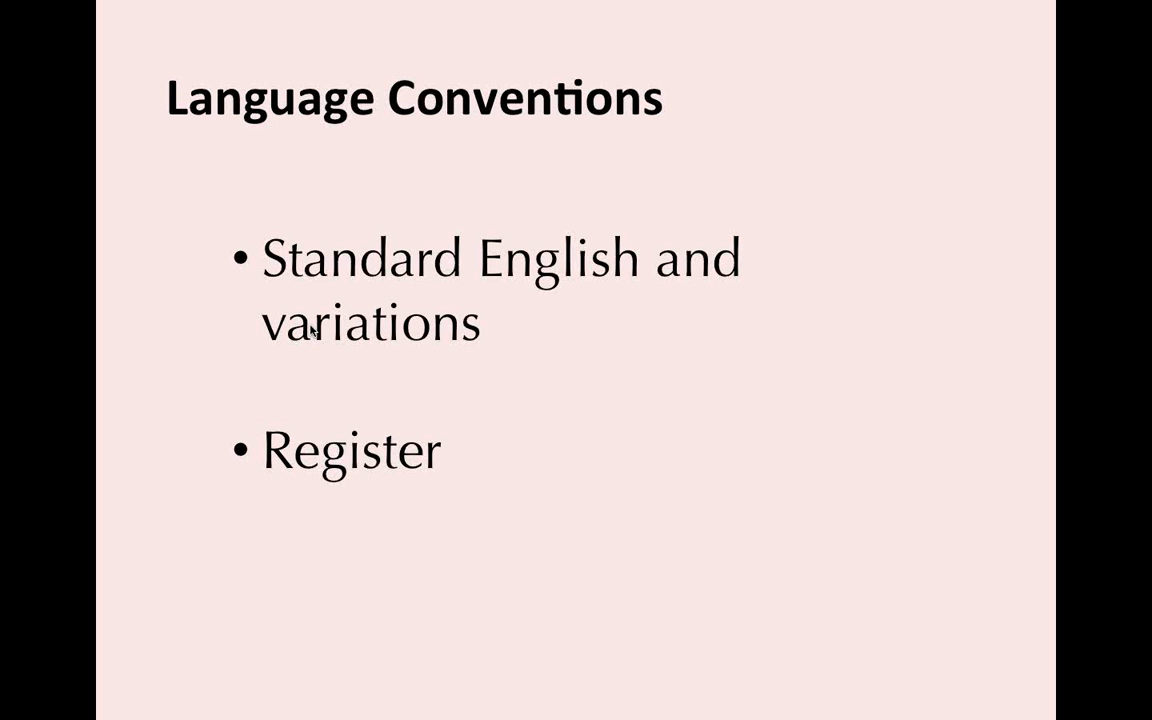 Language Conventions
• Standard English and
variations
• Register